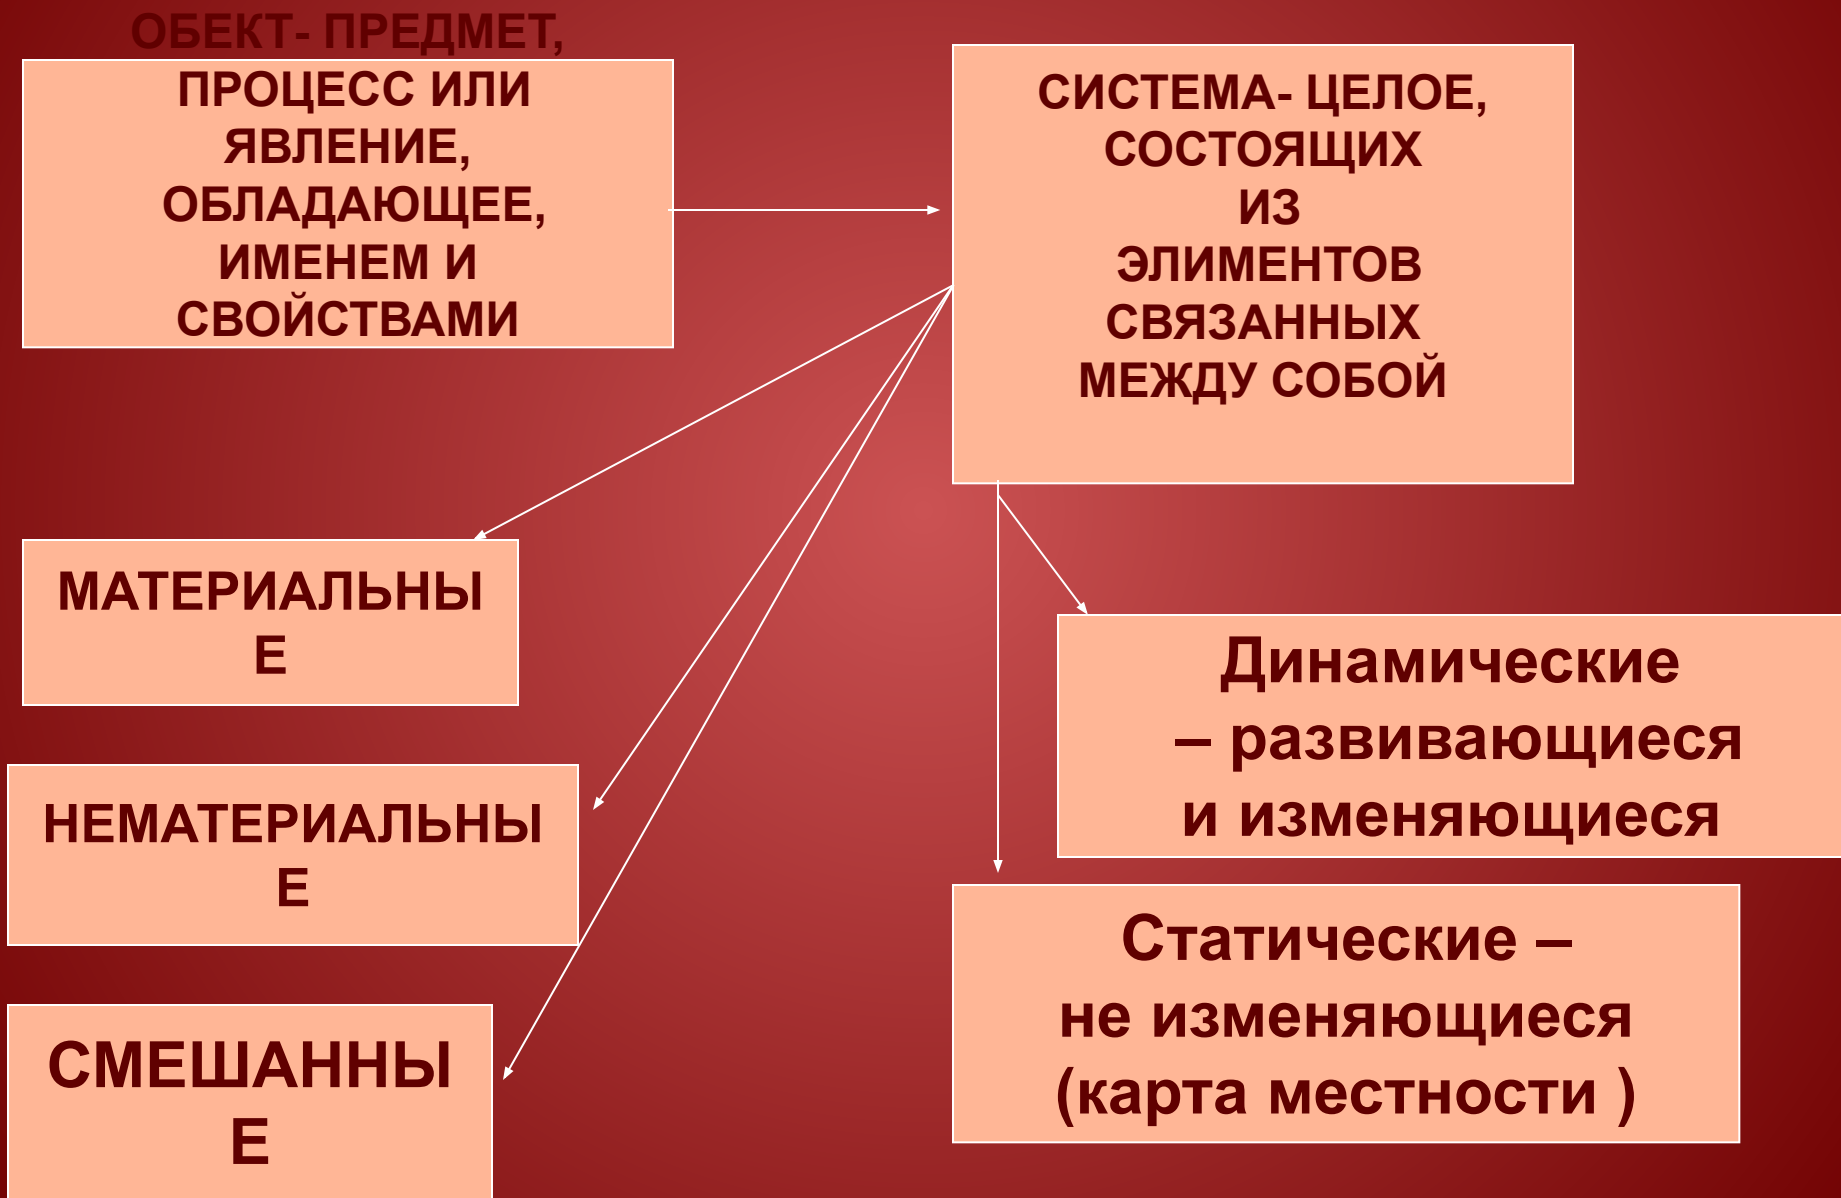 ОБЕКТ- ПРЕДМЕТ,
ПРОЦЕСС ИЛИ
ЯВЛЕНИЕ,
ОБЛАДАЮЩЕЕ,
ИМЕНЕМ И
СВОЙСТВАМИ
СИСТЕМА- ЦЕЛОЕ,
СОСТОЯЩИХ
ИЗ
ЭЛИМЕНТОВ
СВЯЗАННЫХ
МЕЖДУ СОБОЙ
МАТЕРИАЛЬНЫ
Е
НЕМАТЕРИАЛЬНЫ
Е
СМЕШАННЫ
Е
Динамические
– развивающиеся
и изменяющиеся
Статические –
не изменяющиеся
(карта местности )